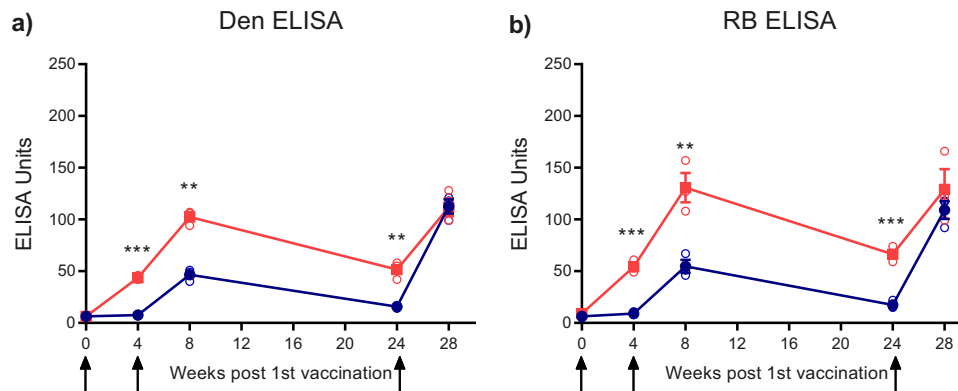 a) Den ELISA
250
200
150
100
50
0
ELISA Units
***
**
**
0 4 8 12 16 20 24 28
Weeks post 1st vaccination
b) RB ELISA
250
200
150
100
50
0
ELISA Units
***
**
***
0 4 8 12 16 20 24 28
Weeks post 1st vaccination